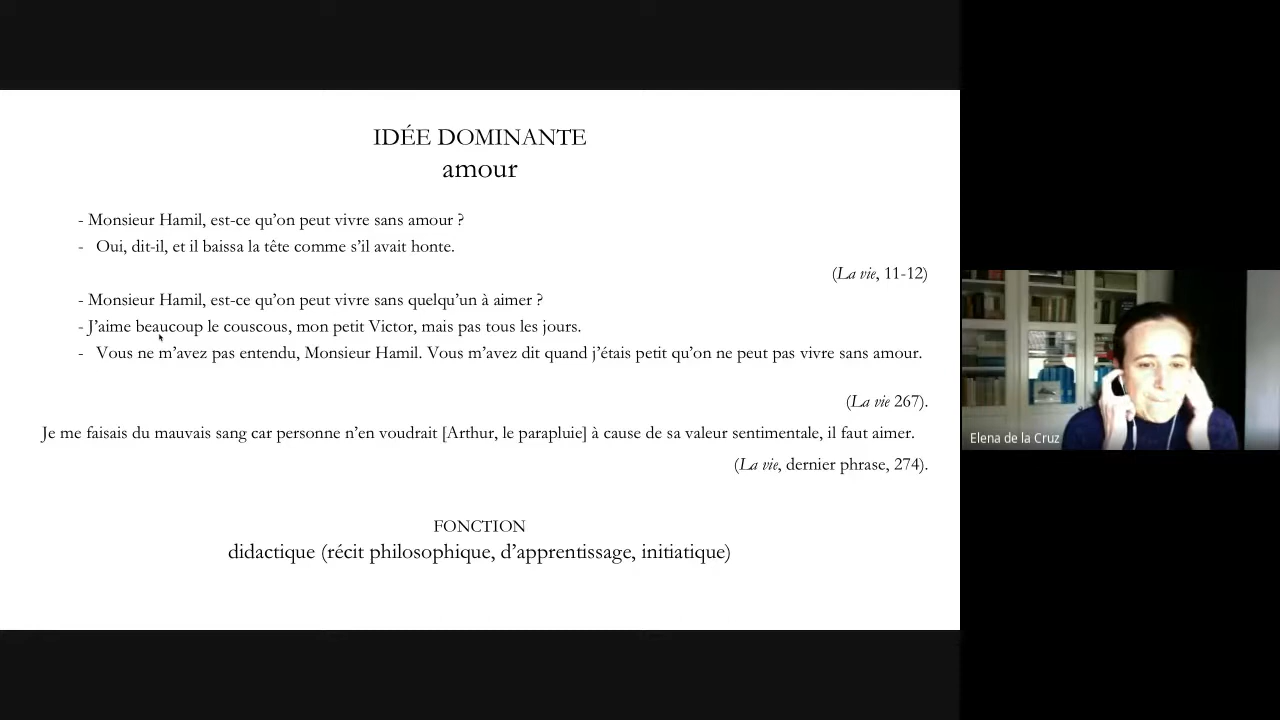 IDÉE DOMINANTE
amour
- Monsieur Hamil, est-ce qu’on peut vivre sans amour ?
- Oui, dit-il, et il baissa la tête comme s’il avait honte.
(La vie, 11-12)
- Monsieur Hamil, est-ce qu’on peut vivre sans quelqu’un à aimer ?
- J’aime beaucoup le couscous, mon petit Victor, mais pas tous les jours.
- Vous ne m’avez pas entendu, Monsieur Hamil. Vous m’avez dit quand j’étais petit qu’on ne peut pas vivre sans amour.
(La vie 267).
Je me faisais du mauvais sang car personne n’en voudrait [Arthur, le parapluie] à cause de sa valeur sentimentale, il faut aimer.
(La vie, dernier phrase, 274).
FONCTION
didactique (récit philosophique, d’apprentissage, initiatique)
Elena de la Cruz